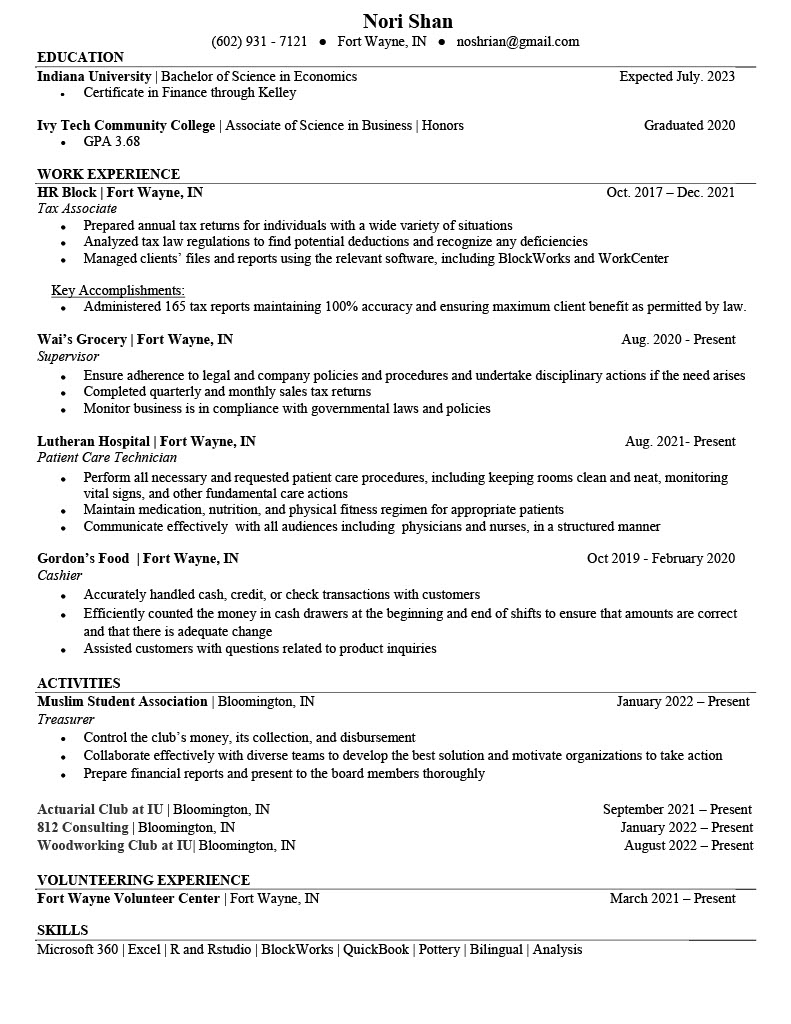 Nori Shan
(602) 931 - 7121 ● Fort Wayne, IN ● noshrian@gmail.com
EDUCATION
Indiana University | Bachelor of Science in Economics Expected July. 2023
• Certificate in Finance through Kelley
Ivy Tech Community College | Associate of Science in Business | Honors Graduated 2020
• GPA 3.68
WORK EXPERIENCE
HR Block | Fort Wayne, IN Oct. 2017 – Dec. 2021
Tax Associate
• Prepared annual tax returns for individuals with a wide variety of situations
• Analyzed tax law regulations to find potential deductions and recognize any deficiencies
• Managed clients’ files and reports using the relevant software, including BlockWorks and WorkCenter
Key Accomplishments:
• Administered 165 tax reports maintaining 100% accuracy and ensuring maximum client benefit as permitted by law.
Wai’s Grocery | Fort Wayne, IN Aug. 2020 - Present
Supervisor
• Ensure adherence to legal and company policies and procedures and undertake disciplinary actions if the need arises
• Completed quarterly and monthly sales tax returns
• Monitor business is in compliance with governmental laws and policies
Lutheran Hospital | Fort Wayne, IN Aug. 2021- Present
Patient Care Technician
• Perform all necessary and requested patient care procedures, including keeping rooms clean and neat, monitoring
vital signs, and other fundamental care actions
• Maintain medication, nutrition, and physical fitness regimen for appropriate patients
• Communicate effectively with all audiences including physicians and nurses, in a structured manner
Gordon’s Food | Fort Wayne, IN Oct 2019 - February 2020
Cashier
• Accurately handled cash, credit, or check transactions with customers
• Efficiently counted the money in cash drawers at the beginning and end of shifts to ensure that amounts are correct
and that there is adequate change
• Assisted customers with questions related to product inquiries
ACTIVITIES
Muslim Student Association | Bloomington, IN January 2022 – Present
Treasurer
• Control the club’s money, its collection, and disbursement
• Collaborate effectively with diverse teams to develop the best solution and motivate organizations to take action
• Prepare financial reports and present to the board members thoroughly
Actuarial Club at IU | Bloomington, IN September 2021 – Present
812 Consulting | Bloomington, IN January 2022 – Present
Woodworking Club at IU| Bloomington, IN August 2022 – Present
VOLUNTEERING EXPERIENCE
Fort Wayne Volunteer Center | Fort Wayne, IN March 2021 – Present
SKILLS
Microsoft 360 | Excel | R and Rstudio | BlockWorks | QuickBook | Pottery | Bilingual | Analysis